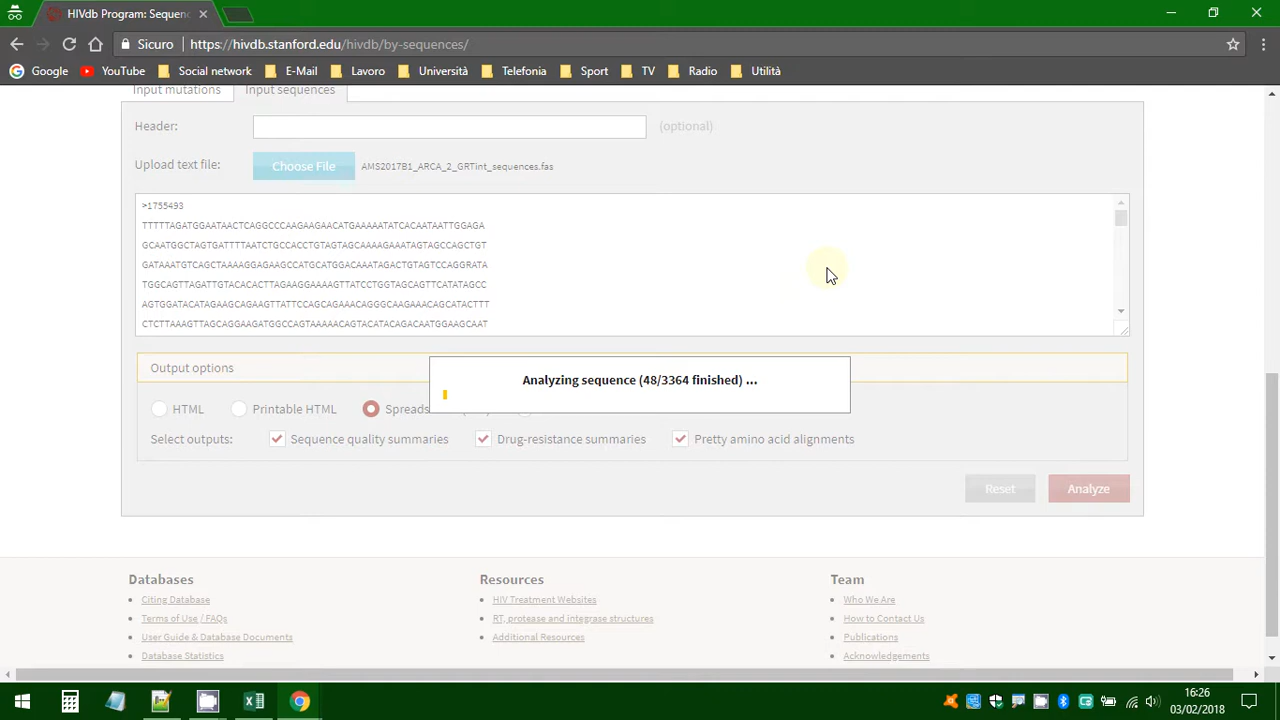 HIVdb Program: Sequenc
Sicuro
https://hivdb.stanford.edu/hivdb/by-sequences/
Google YouTube Social network E-Mail Lavoro Università Telefonia Sport TV Radio Utilità
Input mutations Input sequences
Header: (optional)
Upload text file: Choose File AMS2017B1_ARCA_2_GRTint_sequences.fas
>1755493
TTTTTAGATGGAATAACTCAGGCCCAAGAAGAACATGAAAAATATCACAATAATTGGAGA
GCAATGGCTAGTGATTTTAATCTGCCACCTGTAGTAGCAAAAGAAATAGTAGCCAGCTGT
GATAAATGTCAGCTAAAAGGAGAAGCCATGCATGGACAAATAGACTGTAGTCCAGGRATA
TGGCAGTTAGATTGTACACACTTAGAAGGAAAAGTTATCCTGGTAGCAGTTCATATAGCC
AGTGGATACATAGAAGCAGAAGTTATTCCAGCAGAAACAGGGCAAGAAACAGCATACTTT
CTCTTAAAGTTAGCAGGAAGATGGCCAGTAAAAACAGTACATACAGACAATGGAAGCAAT
Output options
Analyzing sequence (48/3364 finished) ...
HTML Printable HTML
Select outputs: Sequence quality summaries Drug-resistance summaries Pretty amino acid alignments
Reset Analyze
Databases
Citing Database
Terms of Use / FAQs
User Guide & Database Documents
Database Statistics
Resources
HIV Treatment Websites
RT, protease and integrase structures
Additional Resources
Team
Who We Are
How to Contact Us
Publications
Acknowledgements
16:26
03/02/2018